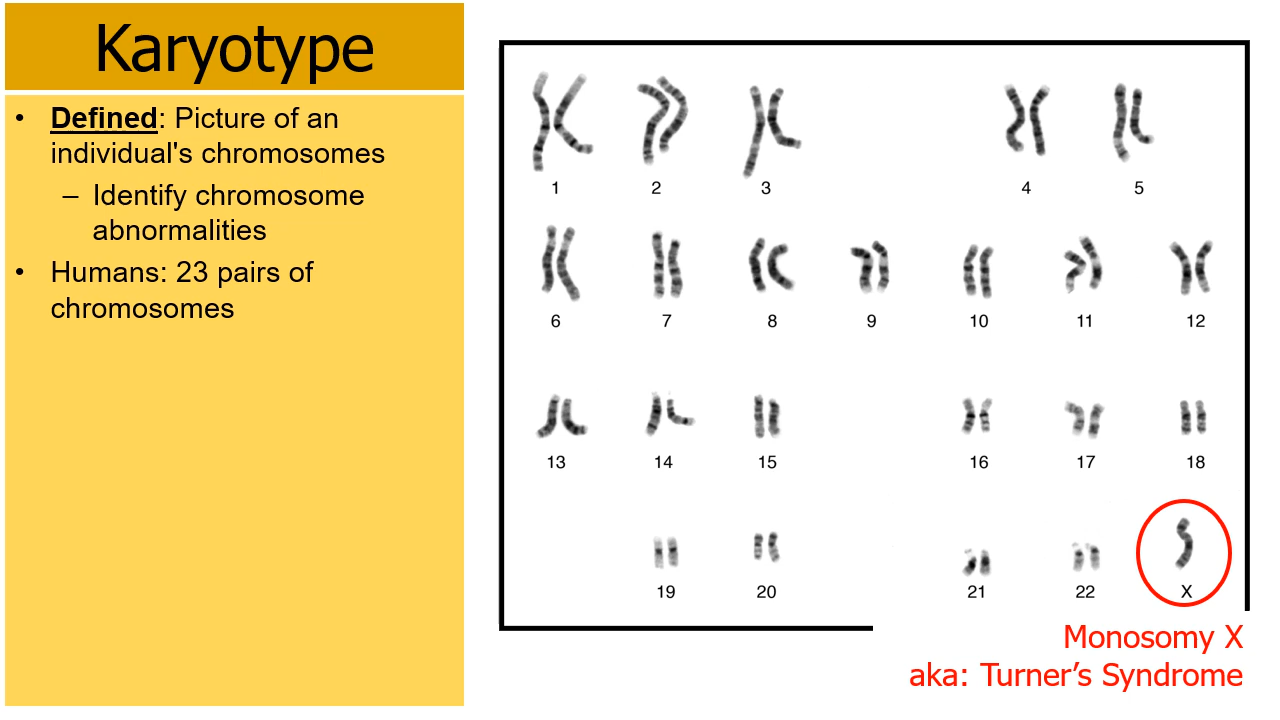 Karyotype
• Defined: Picture of an
individual's chromosomes
– Identify chromosome
abnormalities
• Humans: 23 pairs of
chromosomes
1 2 3 4 5
6 7 8 9 10 11 12
13 14 15 16 17 18
19 20 21 22 X
Monosomy X
aka: Turner’s Syndrome